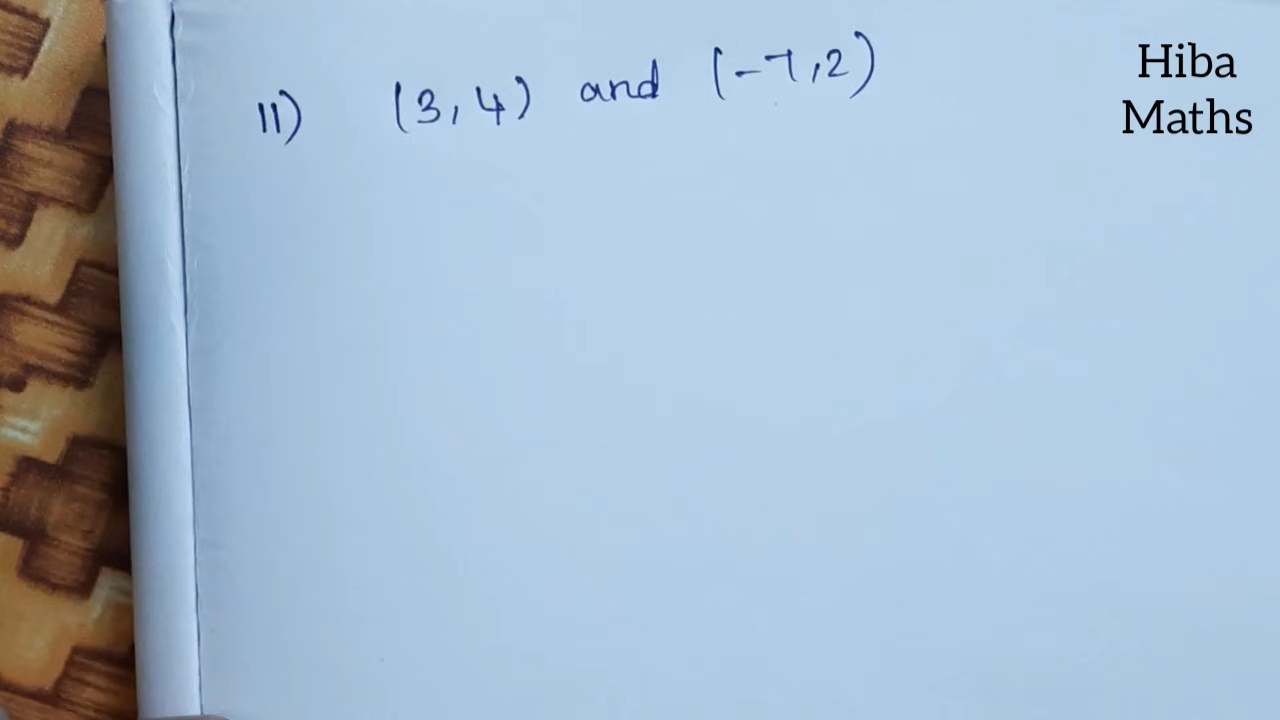 11) (3,4) and (-7,2)
Hiba
Maths